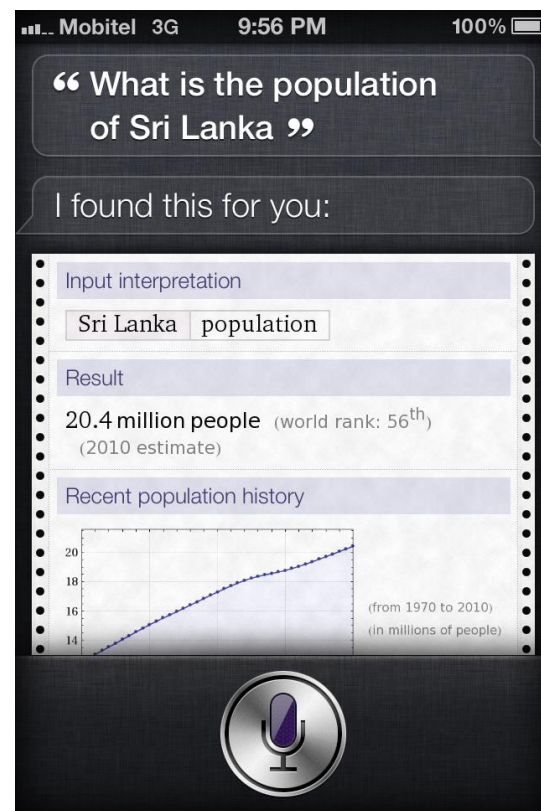 Mobitel 3G 9:56 PM 100%
“ What is the population
of Sri Lanka ”
I found this for you:
Input interpretation
Sri Lanka population
Result
20.4 million people (world rank: 56th)
(2010 estimate)
Recent population history
20
18
16
14
(from 1970 to 2010)
(in millions of people)